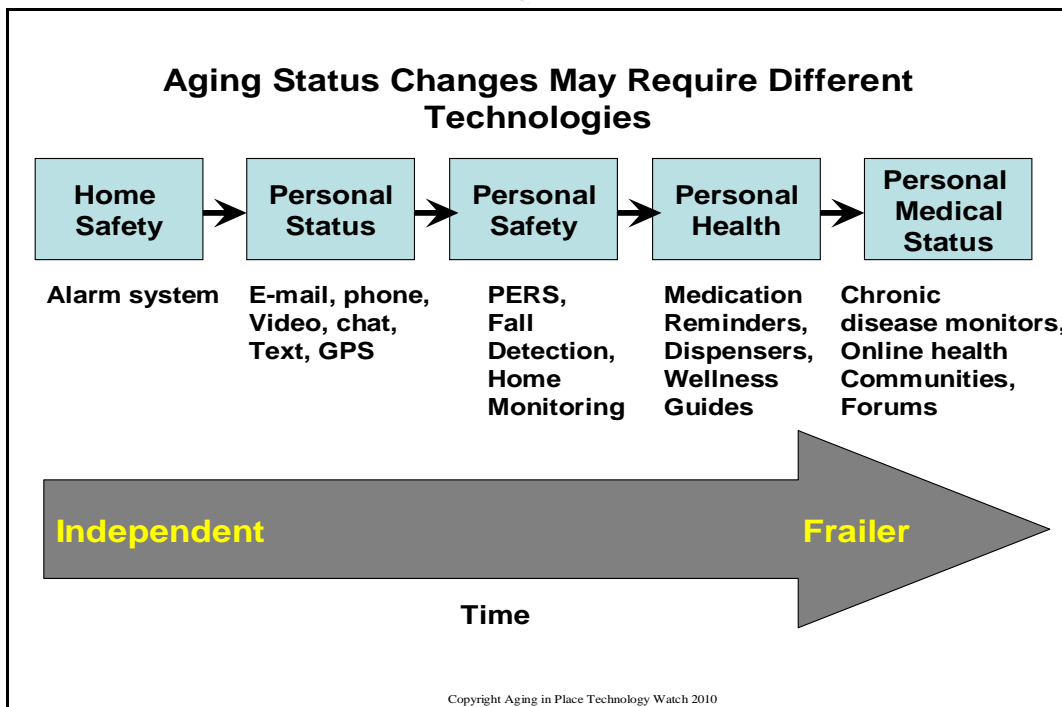 Aging Status Changes May Require Different
Technologies
Home
Safety
Personal
Status
Personal
Safety
Personal
Health
Personal
Medical
Status
Alarm system
E-mail, phone,
Video, chat,
Text, GPS
PERS,
Fall
Detection,
Home
Monitoring
Medication
Reminders,
Dispensers,
Wellness
Guides
Chronic
disease monitors,
Online health
Communities,
Forums
Independent
Frailer
Time
Copyright Aging in Place Technology Watch 2010